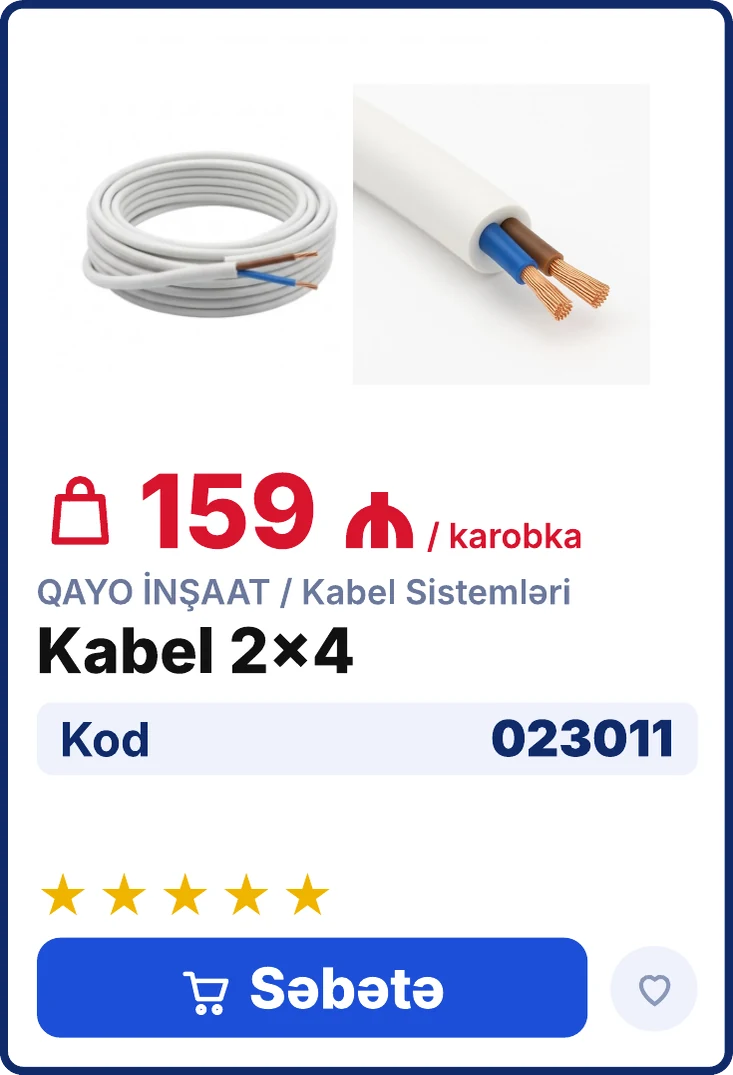 159 ₼ / karobka
QAYO İNŞAAT / Kabel Sistemləri
Kabel 2×4
Kod 023011
Səbətə